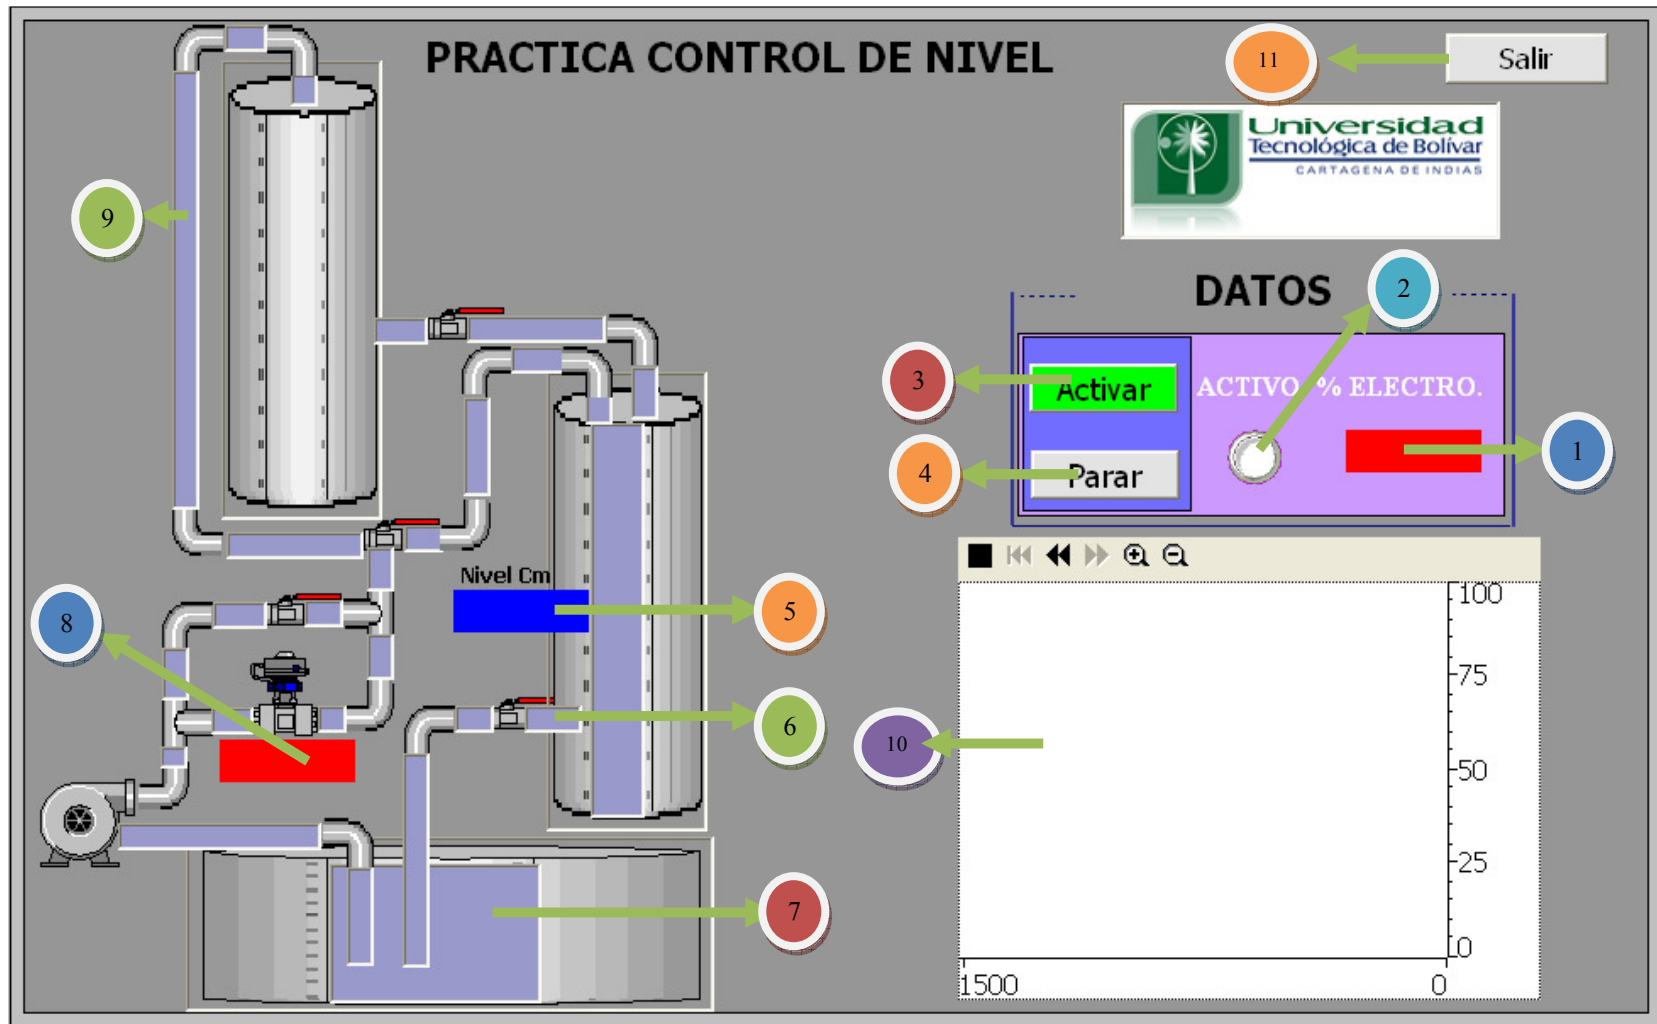 PRACTICA CONTROL DE NIVEL
11
Salir
Universidad
Tecnológica de Bolívar
CARTAGENA DE INDIAS
9
DATOS
2
3
Activar
ACTIVO % ELECTRO.
4
Parar
1
Nivel Cm
5
8
6
10
7
100
75
50
25
0
1500
0